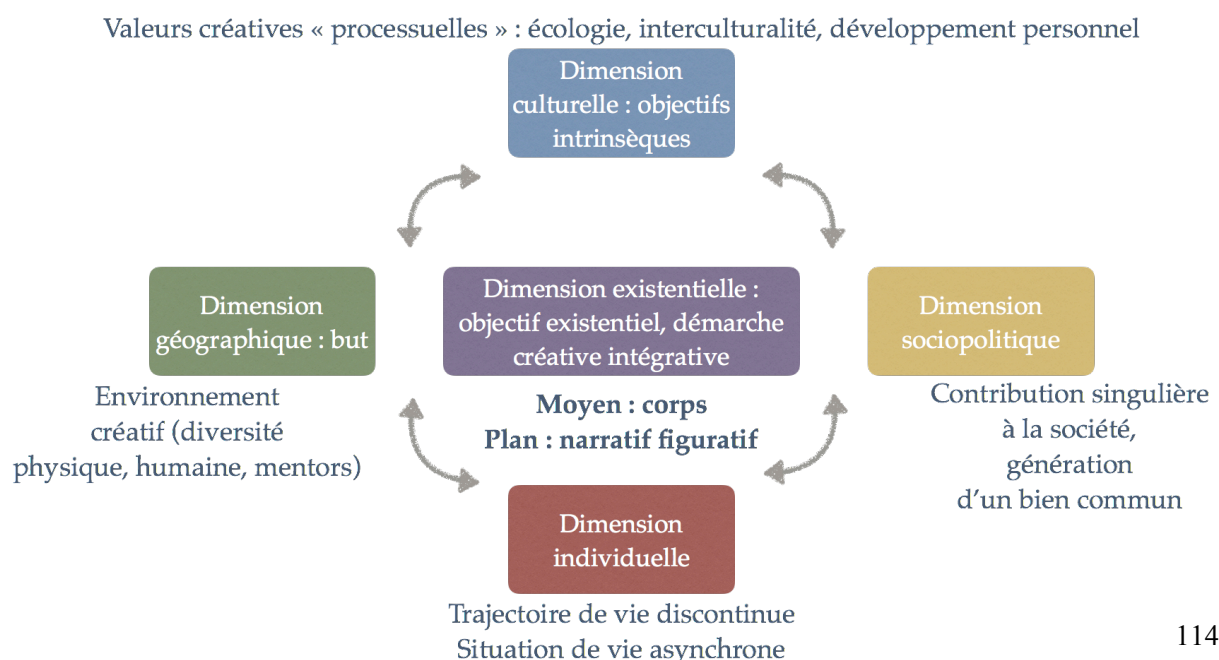 Valeurs créatives « processuelles » : écologie, interculturalité, développement personnel
Dimension
culturelle : objectifs
intrinsèques
Dimension
géographique : but
Environnement
créatif (diversité
physique, humaine, mentors)
Dimension existentielle :
objectif existentiel, démarche
créative intégrative
Moyen : corps
Plan : narratif figuratif
Dimension
sociopolitique
Contribution singulière
à la société,
génération
d'un bien commun
Dimension
individuelle
Trajectoire de vie discontinue
Situation de vie asynchrone
114